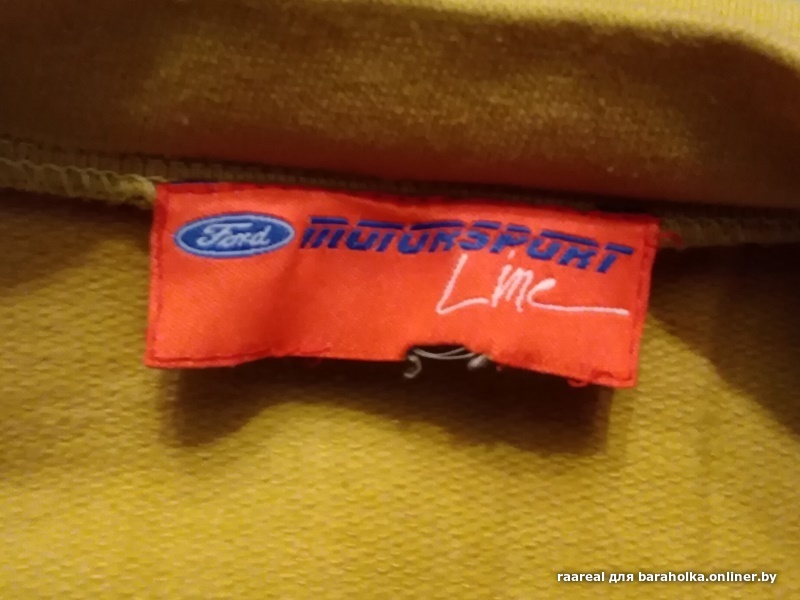 Ford MOTORSPORT
Line
raareal для baraholka.onliner.by